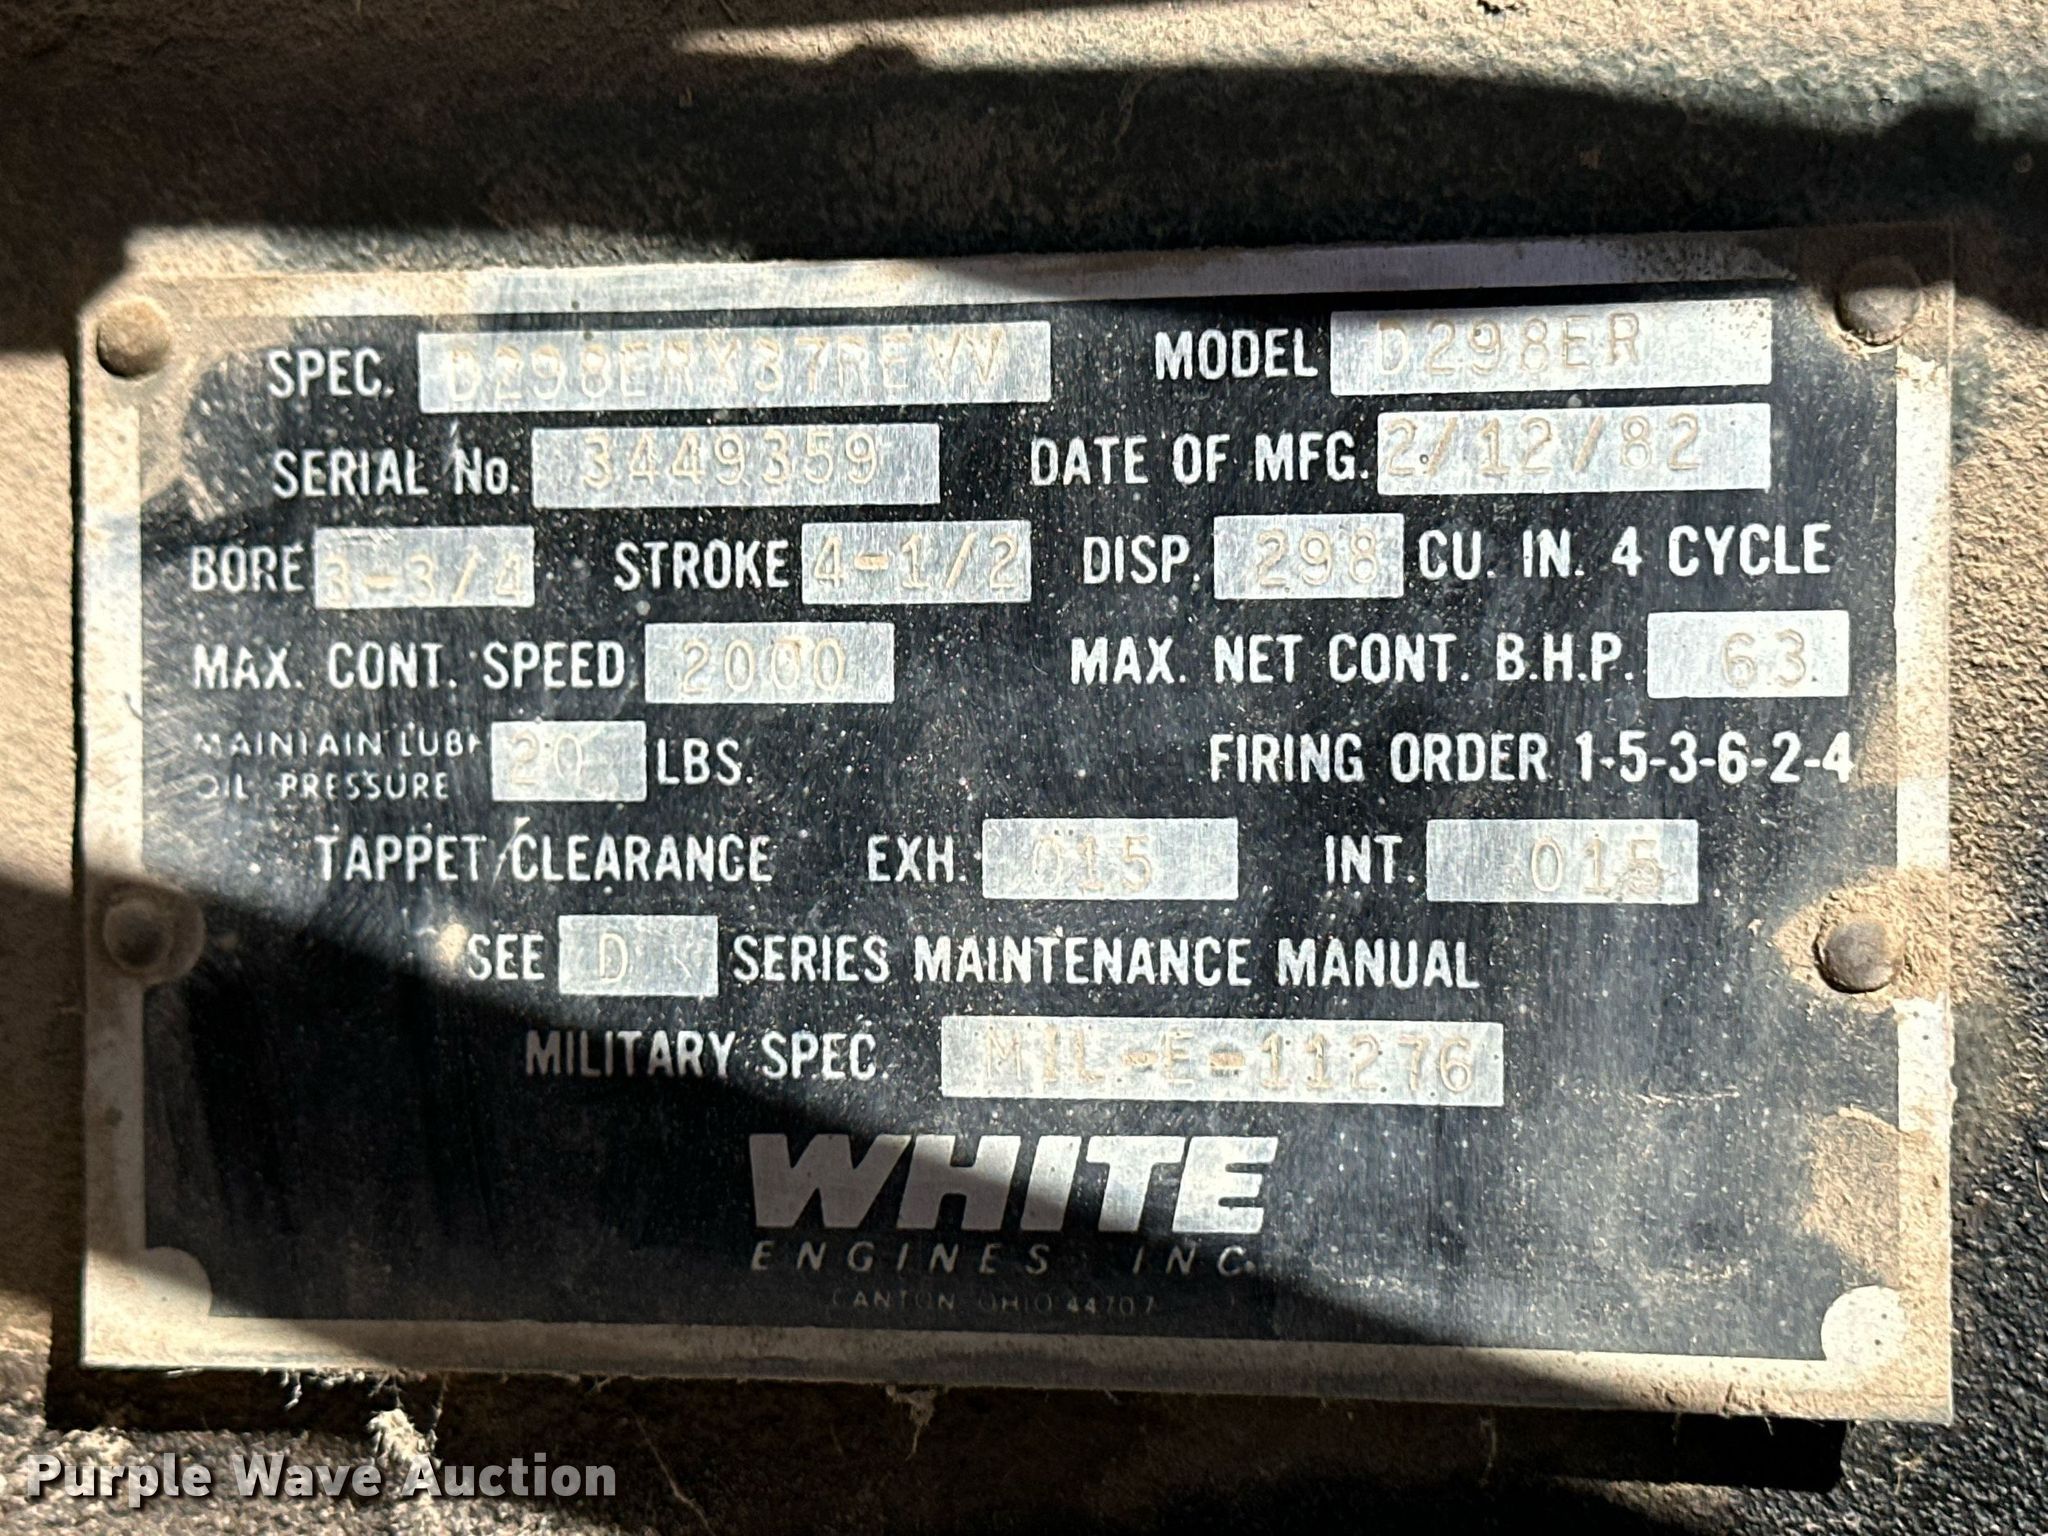 SPEC. D298ERX37REVV MODEL D298ER
SERIAL No. 3449359 DATE OF MFG. 2/12/82
BORE 3-3/4 STROKE 4-1/2 DISP. 298 CU. IN. 4 CYCLE
MAX. CONT. SPEED 2000 MAX. NET CONT. B.H.P. 63
MAINTAIN LUBE OIL PRESSURE 20 LBS. FIRING ORDER 1-5-3-6-2-4
TAPPET CLEARANCE EXH. 015 INT. 015
SEE D SERIES MAINTENANCE MANUAL
MILITARY SPEC. MIL-E-11276
WHITE
ENGINES INC.
CANTON OHIO 44707
Purple Wave Auction